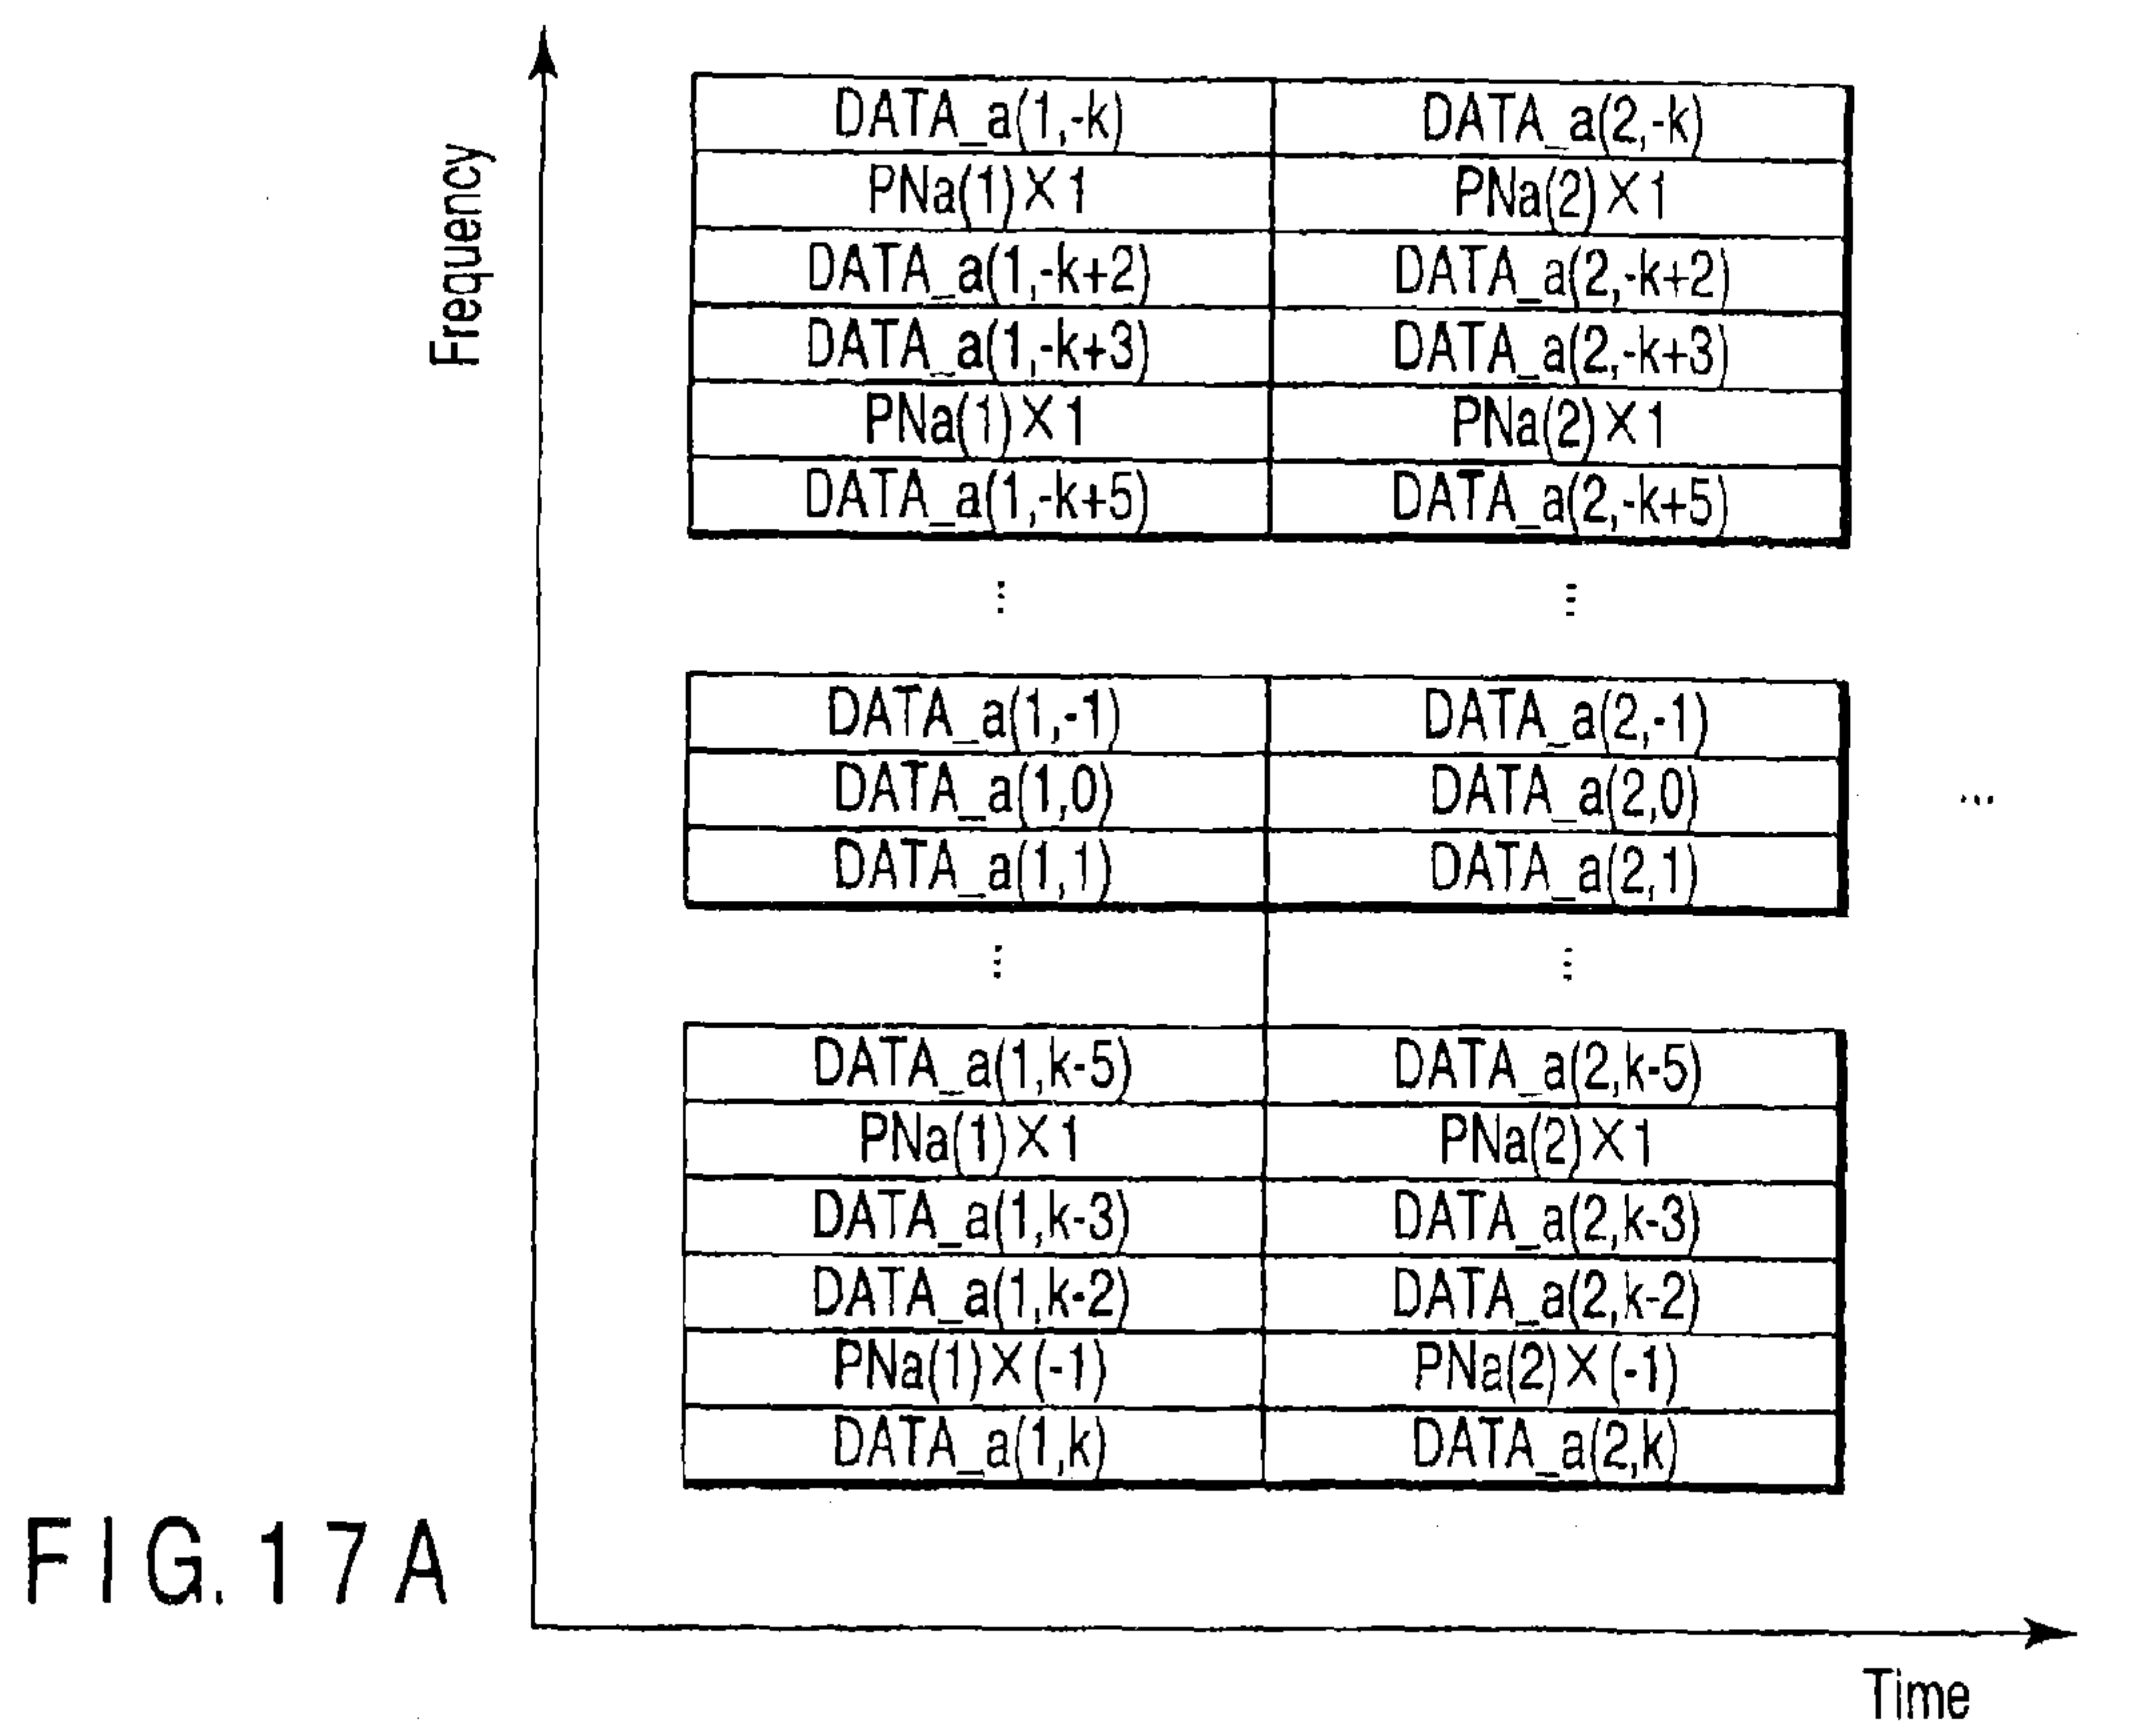 Frequency
DATA_a(1,-k) DATA_a(2,-k)
PNa(1)×1 PNa(2)×1
DATA_a(1,-k+2) DATA_a(2,-k+2)
DATA_a(1,-k+3) DATA_a(2,-k+3)
PNa(1)×1 PNa(2)×1
DATA_a(1,-k+5) DATA_a(2,-k+5)
⋮ ⋮
DATA_a(1,-1) DATA_a(2,-1)
DATA_a(1,0) DATA_a(2,0) ...
DATA_a(1,1) DATA_a(2,1)
⋮ ⋮
DATA_a(1,k-5) DATA_a(2,k-5)
PNa(1)×1 PNa(2)×1
DATA_a(1,k-3) DATA_a(2,k-3)
DATA_a(1,k-2) DATA_a(2,k-2)
PNa(1)×(-1) PNa(2)×(-1)
DATA_a(1,k) DATA_a(2,k)
FIG.17A
Time